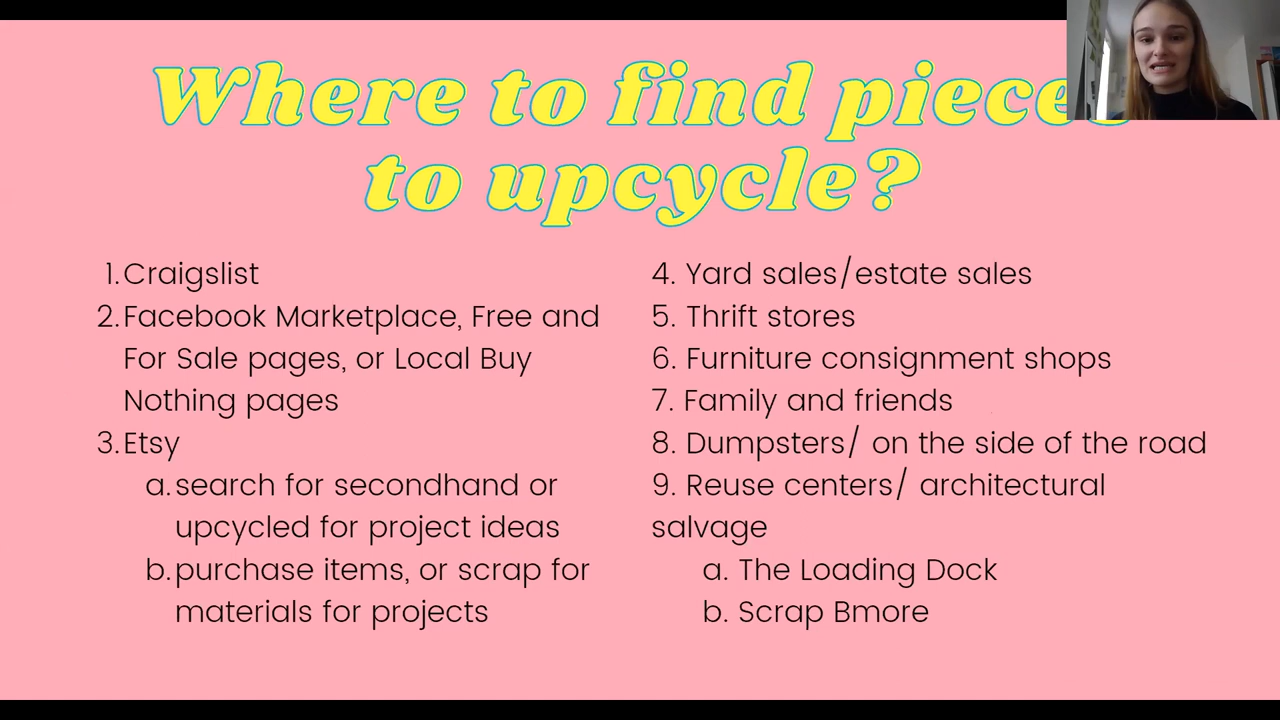 Where to find pieces
to upcycle?
1. Craigslist
2. Facebook Marketplace, Free and
For Sale pages, or Local Buy
Nothing pages
3. Etsy
a. search for secondhand or
upcycled for project ideas
b. purchase items, or scrap for
materials for projects
4. Yard sales/estate sales
5. Thrift stores
6. Furniture consignment shops
7. Family and friends
8. Dumpsters/ on the side of the road
9. Reuse centers/ architectural
salvage
a. The Loading Dock
b. Scrap Bmore